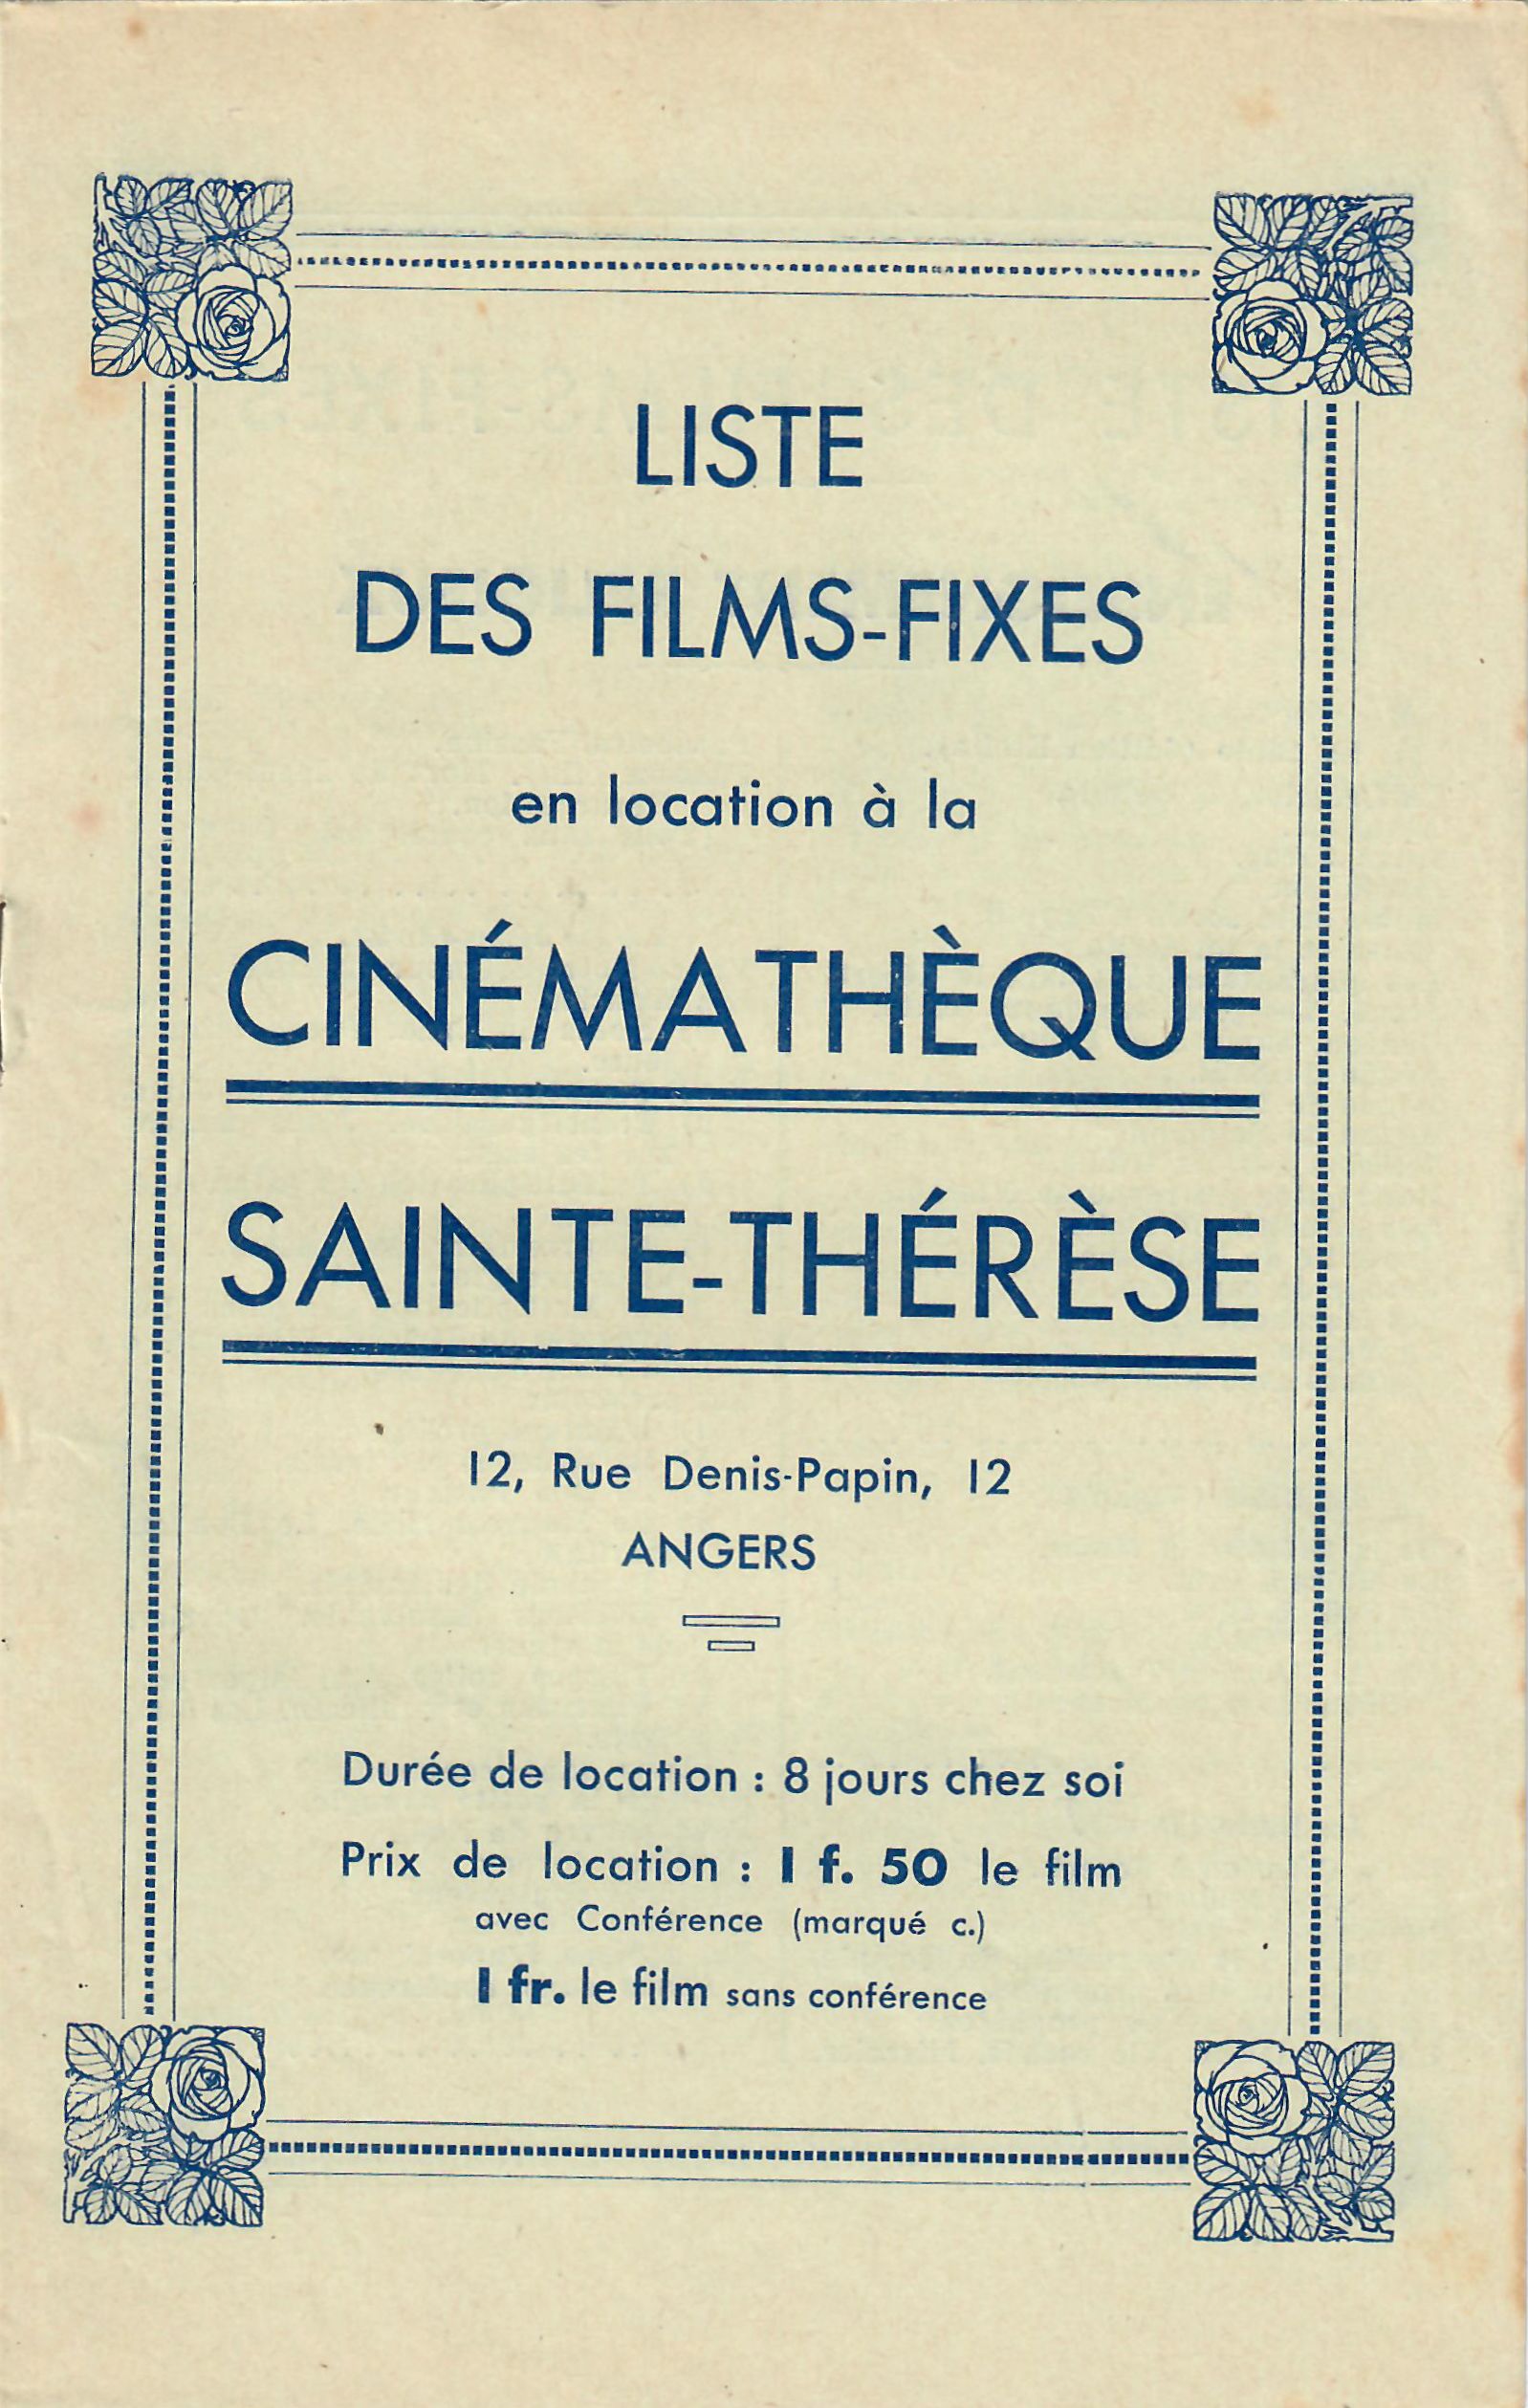 LISTE
DES FILMS-FIXES
en location à la
CINÉMATHÈQUE
SAINTE-THÉRÈSE
12, Rue Denis-Papin, 12
ANGERS
Durée de location : 8 jours chez soi
Prix de location : 1 f. 50 le film
avec Conférence (marqué c.)
1 fr. le film sans conférence